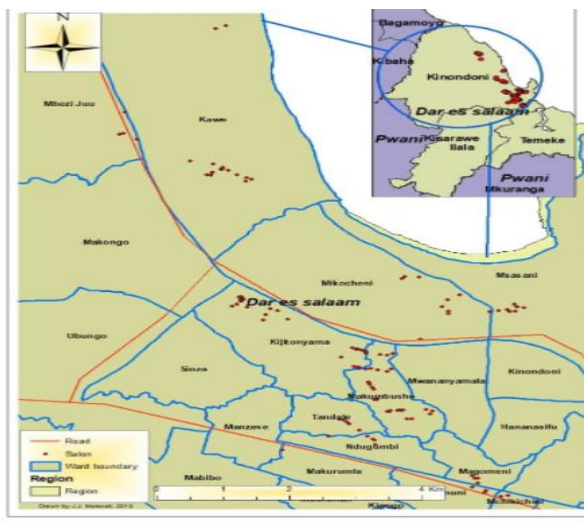 N
Bagamoyo
Kibaha
Kinondoni
Dar es salaam
Pwani
Kisarawe
Ilala
Temeke
Pwani
Mkuranga
Mbezi Juu
Kawe
Makongo
Mikocheni
Msasani
Dar es salaam
Ubungo
Kijitonyama
Sinza
Mwananyamala
Kinondoni
Makumbusho
Tandale
Manzese
Hananasifu
Ndugumbi
Magomeni
Mabibo
Makurumla
Road
Salon
Ward boundary
Region
Region
0 1 2 4 Km